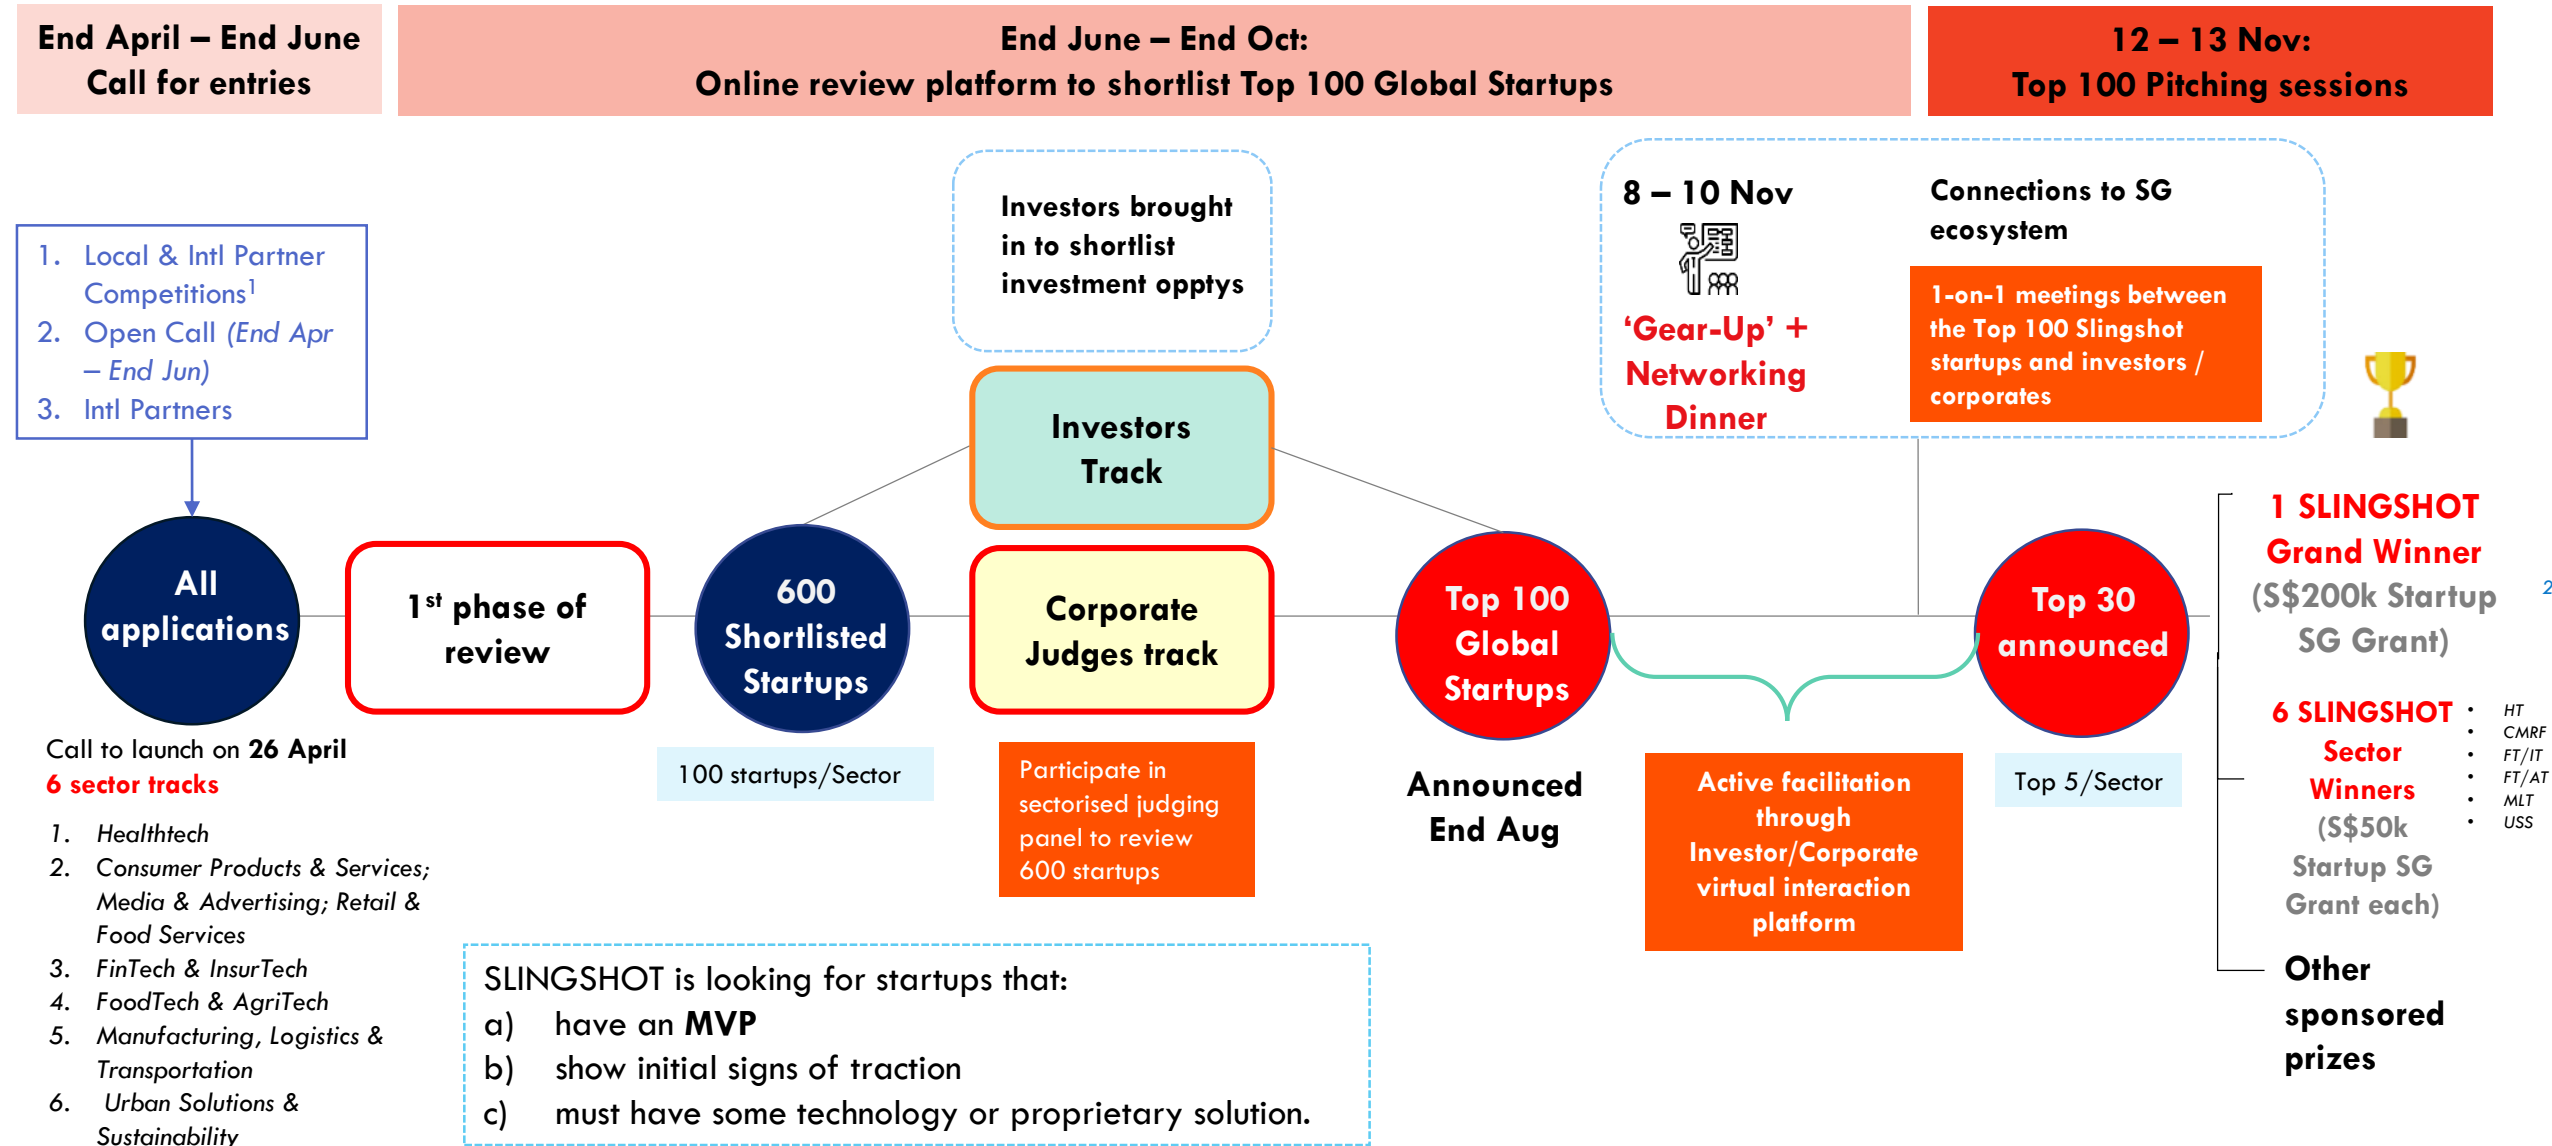 End April – End June
Call for entries
End June – End Oct:
Online review platform to shortlist Top 100 Global Startups
12 – 13 Nov:
Top 100 Pitching sessions
1. Local & Intl Partner
Competitions1
2. Open Call (End Apr
– End Jun)
3. Intl Partners
Investors brought
in to shortlist
investment opptys
8 – 10 Nov
‘Gear-Up’ +
Networking
Dinner
Connections to SG
ecosystem
1-on-1 meetings between
the Top 100 Slingshot
startups and investors /
corporates
All
applications
1st phase of
review
600
Shortlisted
Startups
Investors
Track
Corporate
Judges track
Top 100
Global
Startups
Top 30
announced
Call to launch on 26 April
6 sector tracks
1. Healthtech
2. Consumer Products & Services;
Media & Advertising; Retail &
Food Services
3. FinTech & InsurTech
4. FoodTech & AgriTech
5. Manufacturing, Logistics &
Transportation
6. Urban Solutions &
Sustainability
100 startups/Sector
Participate in
sectorised judging
panel to review
600 startups
Announced
End Aug
Active facilitation
through
Investor/Corporate
virtual interaction
platform
Top 5/Sector
1 SLINGSHOT
Grand Winner
(S$200k Startup
SG Grant)
2
6 SLINGSHOT
Sector
Winners
(S$50k
Startup SG
Grant each)
• HT
• CMRF
• FT/IT
• FT/AT
• MLT
• USS
Other
sponsored
prizes
SLINGSHOT is looking for startups that:
a) have an MVP
b) show initial signs of traction
c) must have some technology or proprietary solution.